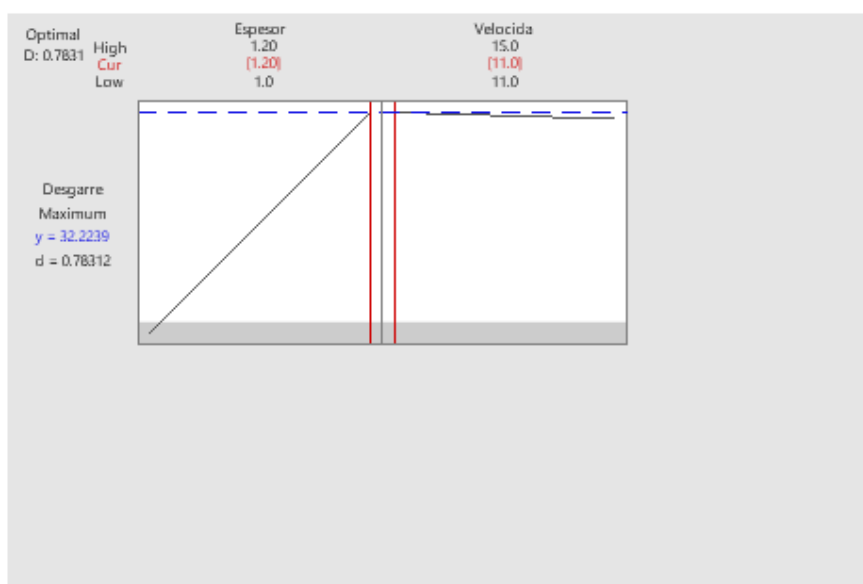 Optimal
D: 0.7831
High
Cur
Low
Espesor
1.20
[1.20]
1.0
Velocida
15.0
[11.0]
11.0
Desgarre
Maximum
y = 32.2239
d = 0.78312